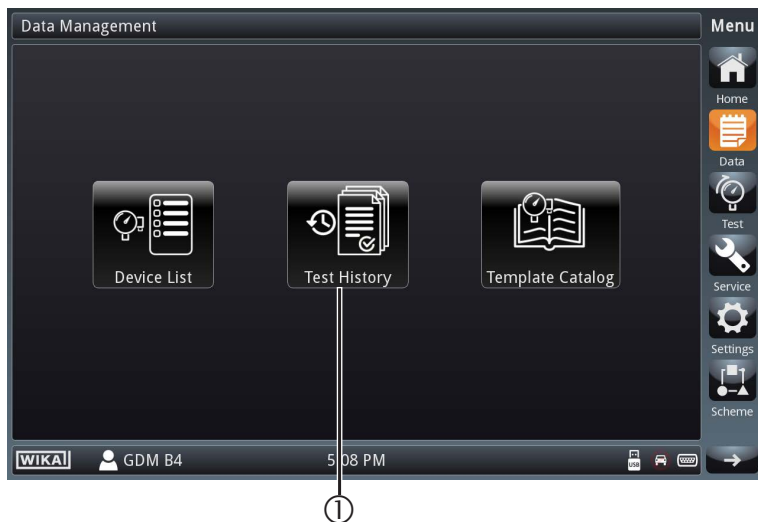 Data Management
Menu
Home
Data
Test
Service
Settings
Scheme
Device List
Test History
Template Catalog
WIKAI
GDM B4
5:08 PM
USB
①